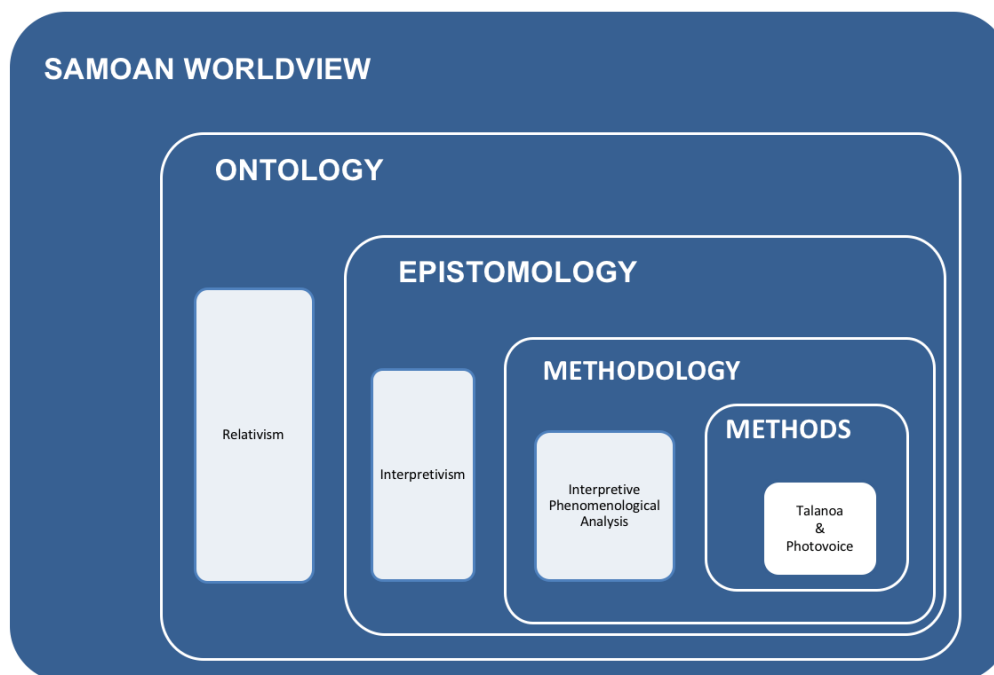 SAMOAN WORLDVIEW
ONTOLOGY
EPISTOMOLOGY
METHODOLOGY
METHODS
Relativism
Interpretivism
Interpretive
Phenomenological
Analysis
Talanoa
&
Photovoice